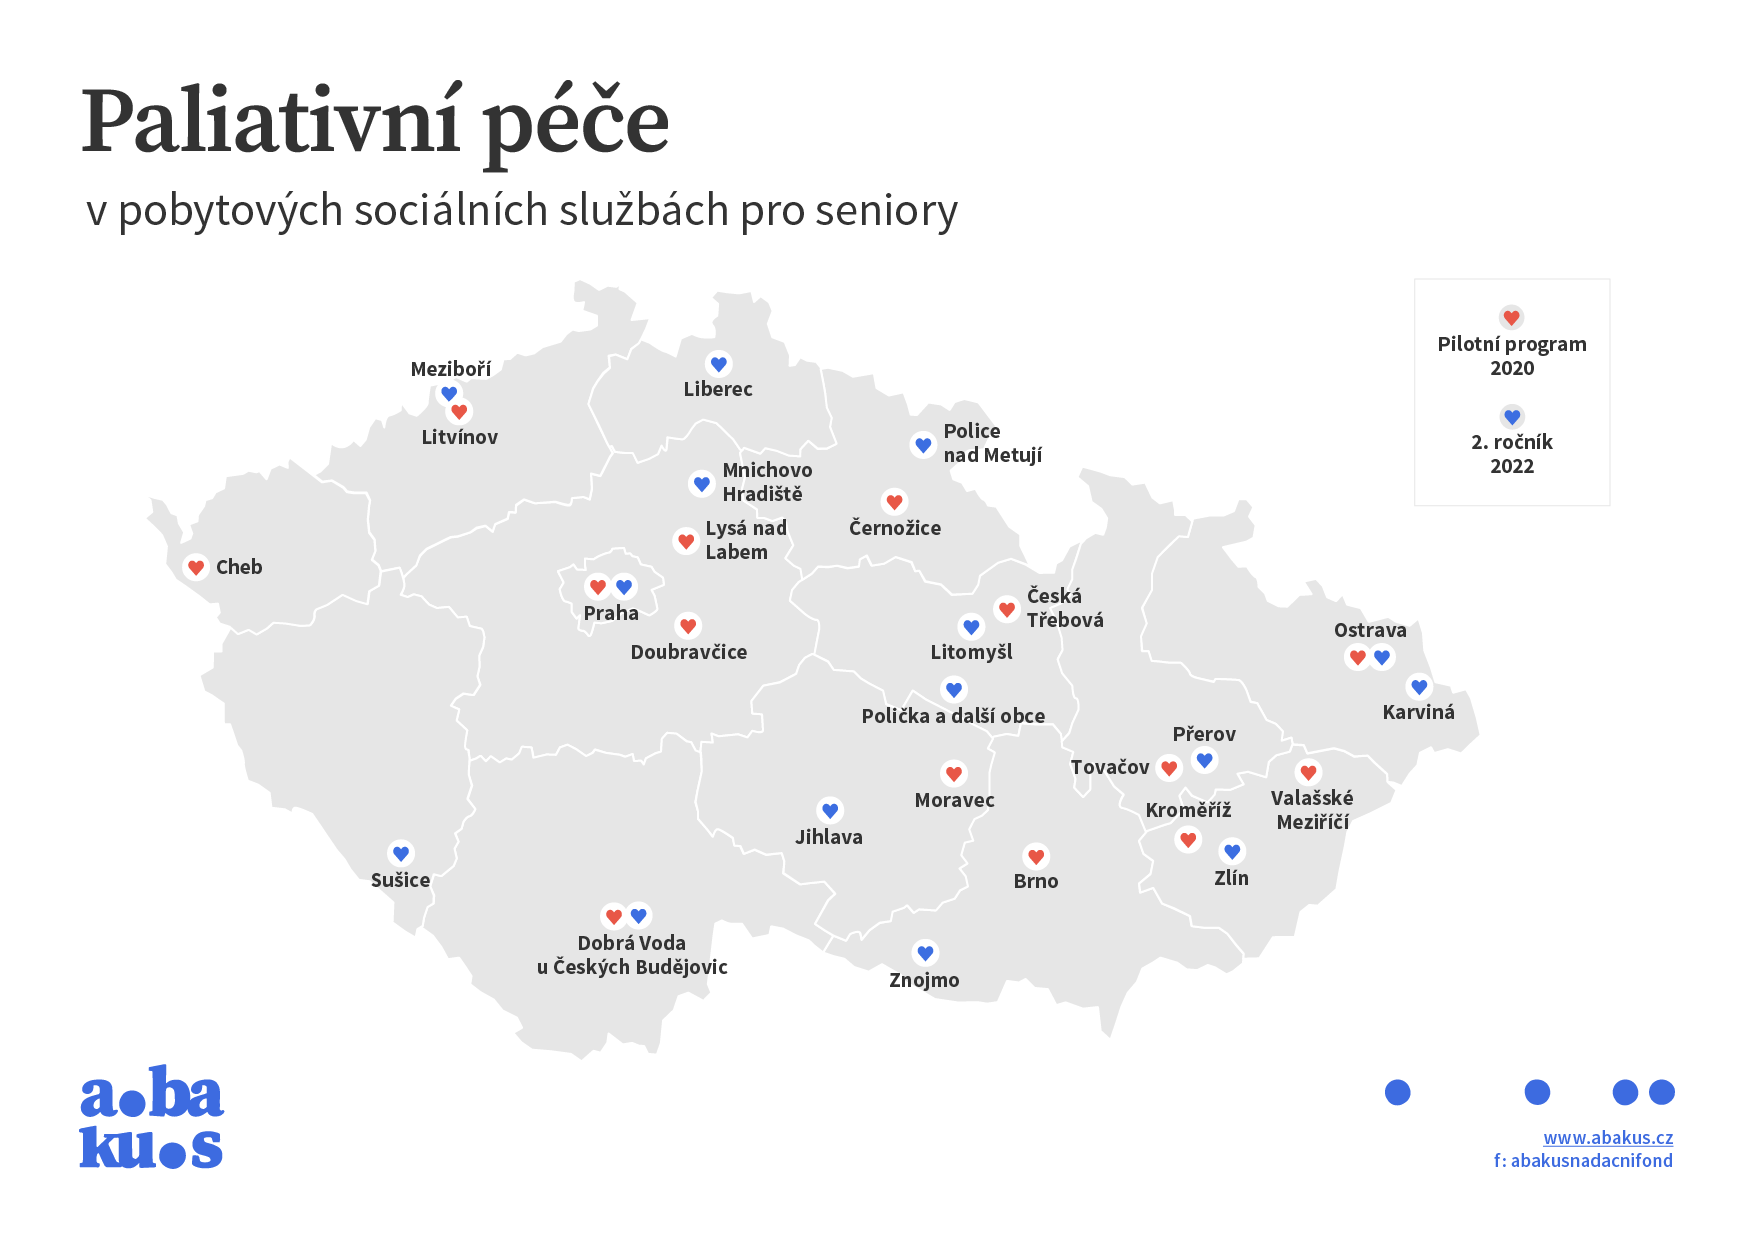 Paliativní péče
v pobytových sociálních službách pro seniory
Pilotní program
2020
2. ročník
2022
Meziboří
Litvínov
Liberec
Police
nad Metují
Mnichovo
Hradiště
Černožice
Lysá nad
Labem
Cheb
Praha
Doubravčice
Česká
Třebová
Litomyšl
Ostrava
Karviná
Polička a další obce
Přerov
Tovačov
Moravec
Valašské
Meziříčí
Kroměříž
Jihlava
Sušice
Brno
Zlín
Dobrá Voda
u Českých Budějovic
Znojmo
a.ba
ku.s
www.abakus.cz
f: abakusnadacnifond